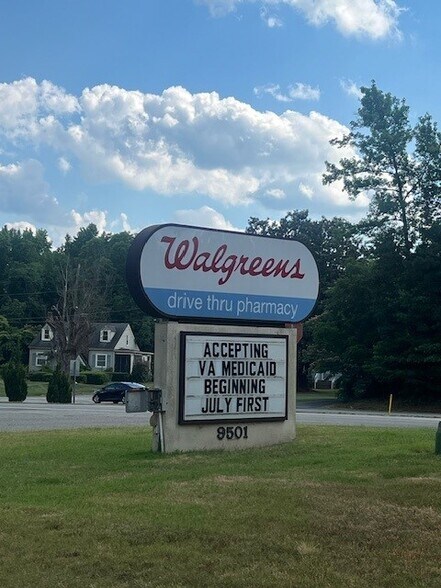 Walgreens
drive thru pharmacy
ACCEPTING
VA MEDICAID
BEGINNING
JULY FIRST
9501